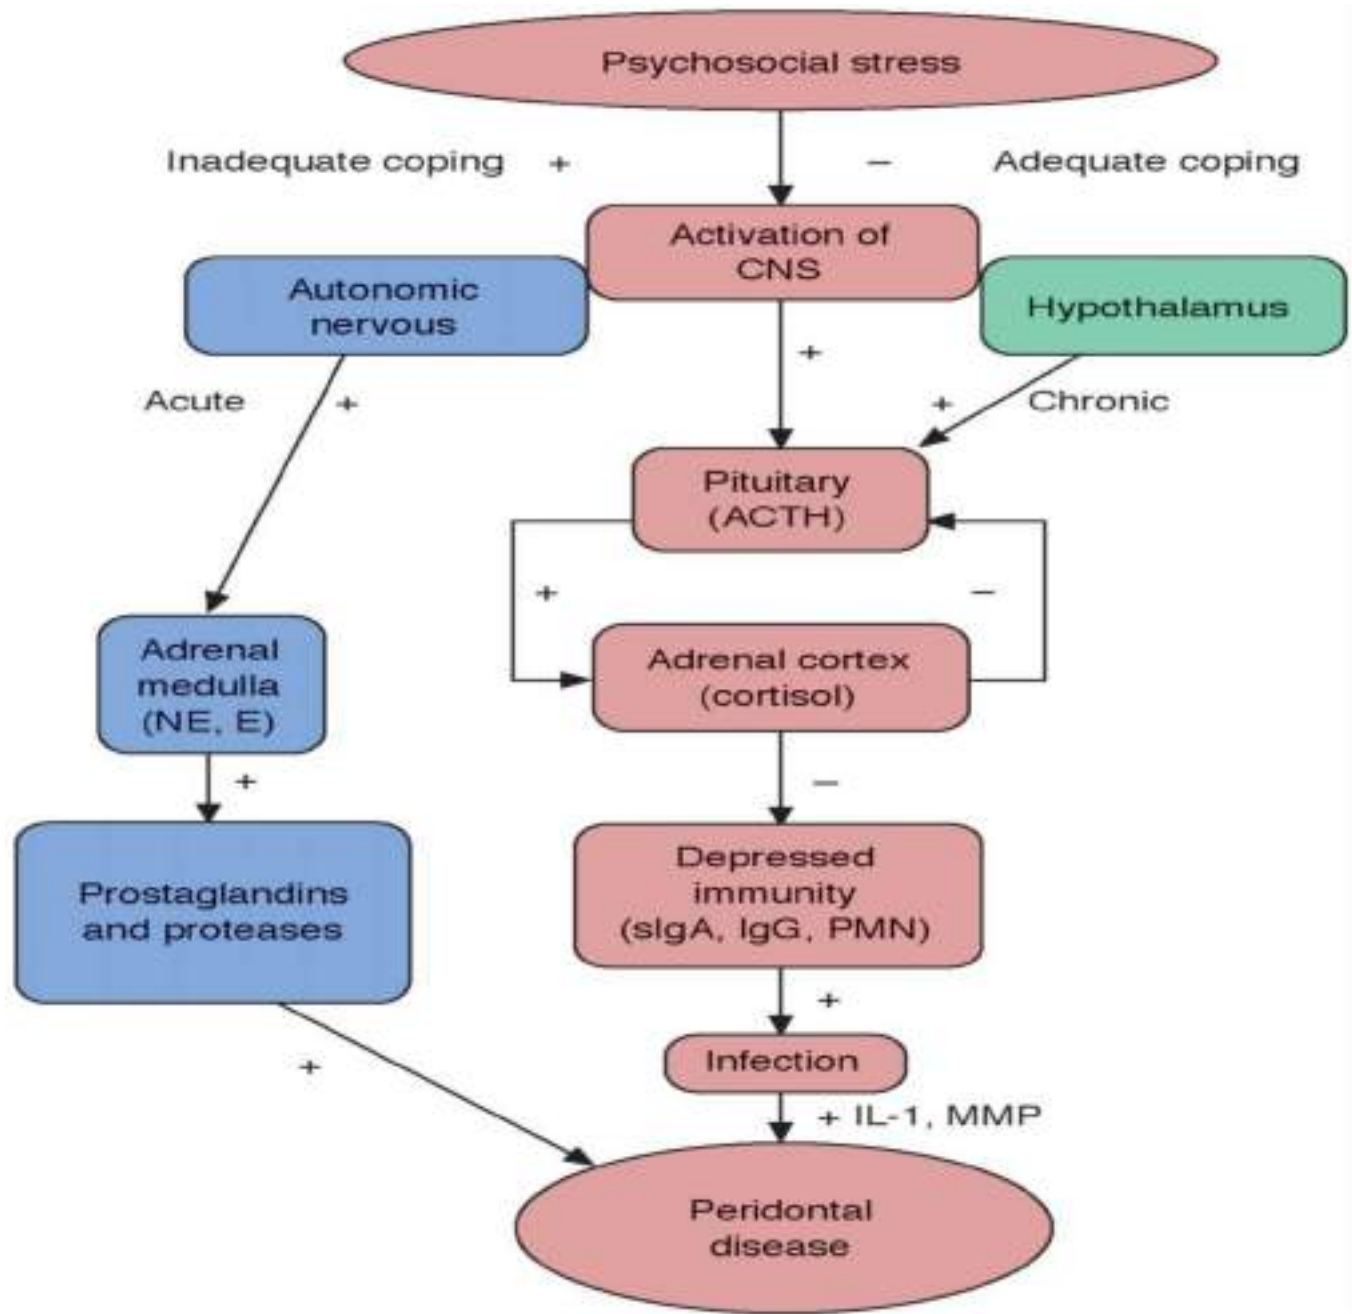 Psychosocial stress
Inadequate coping + − Adequate coping
Activation of
CNS
Autonomic
nervous
Hypothalamus
+
Acute +
+ Chronic
Pituitary
(ACTH)
+ −
Adrenal
medulla
(NE, E)
Adrenal cortex
(cortisol)
+
−
Prostaglandins
and proteases
Depressed
immunity
(sIgA, IgG, PMN)
+
+
Infection
+ IL-1, MMP
Peridontal
disease